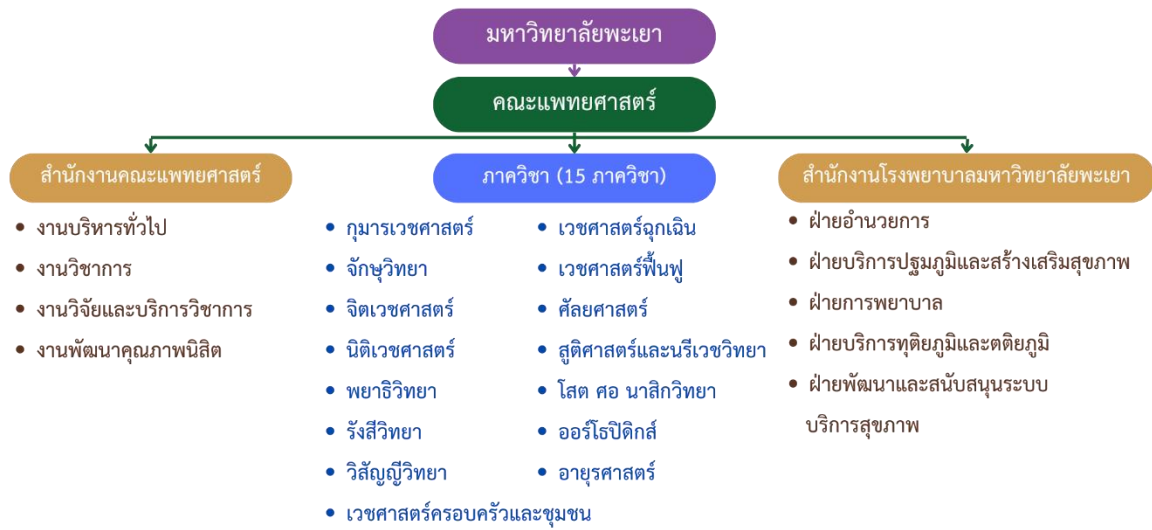 มหาวิทยาลัยพะเยา
คณะแพทยศาสตร์
สำนักงานคณะแพทยศาสตร์
• งานบริหารทั่วไป
• งานวิชาการ
• งานวิจัยและบริการวิชาการ
• งานพัฒนาคุณภาพนิสิต
ภาควิชา (15 ภาควิชา)
• กุมารเวชศาสตร์
• จักษุวิทยา
• จิตเวชศาสตร์
• นิติเวชศาสตร์
• พยาธิวิทยา
• รังสีวิทยา
• วิสัญญีวิทยา
• เวชศาสตร์ครอบครัวและชุมชน
• เวชศาสตร์ฉุกเฉิน
• เวชศาสตร์ฟื้นฟู
• ศัลยศาสตร์
• สูติศาสตร์และนรีเวชวิทยา
• โสต ศอ นาสิกวิทยา
• ออร์โธปิดิกส์
• อายุรศาสตร์
สำนักงานโรงพยาบาลมหาวิทยาลัยพะเยา
• ฝ่ายอำนวยการ
• ฝ่ายบริการปฐมภูมิและสร้างเสริมสุขภาพ
• ฝ่ายการพยาบาล
• ฝ่ายบริการทุติยภูมิและตติยภูมิ
• ฝ่ายพัฒนาและสนับสนุนระบบ
บริการสุขภาพ